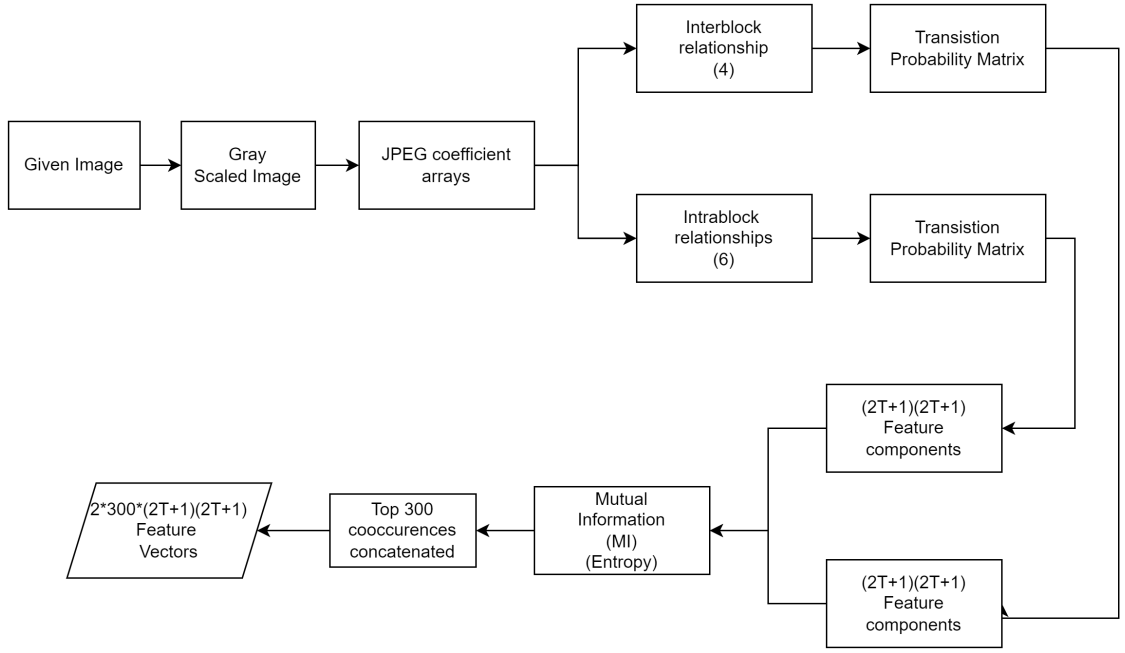 Given Image
Gray
Scaled Image
JPEG coefficient
arrays
Interblock
relationship
(4)
Transistion
Probability Matrix
Intrablock
relationships
(6)
Transistion
Probability Matrix
(2T+1)(2T+1)
Feature
components
(2T+1)(2T+1)
Feature
components
Mutual
Information
(MI)
(Entropy)
Top 300
cooccurences
concatenated
2*300*(2T+1)(2T+1)
Feature
Vectors